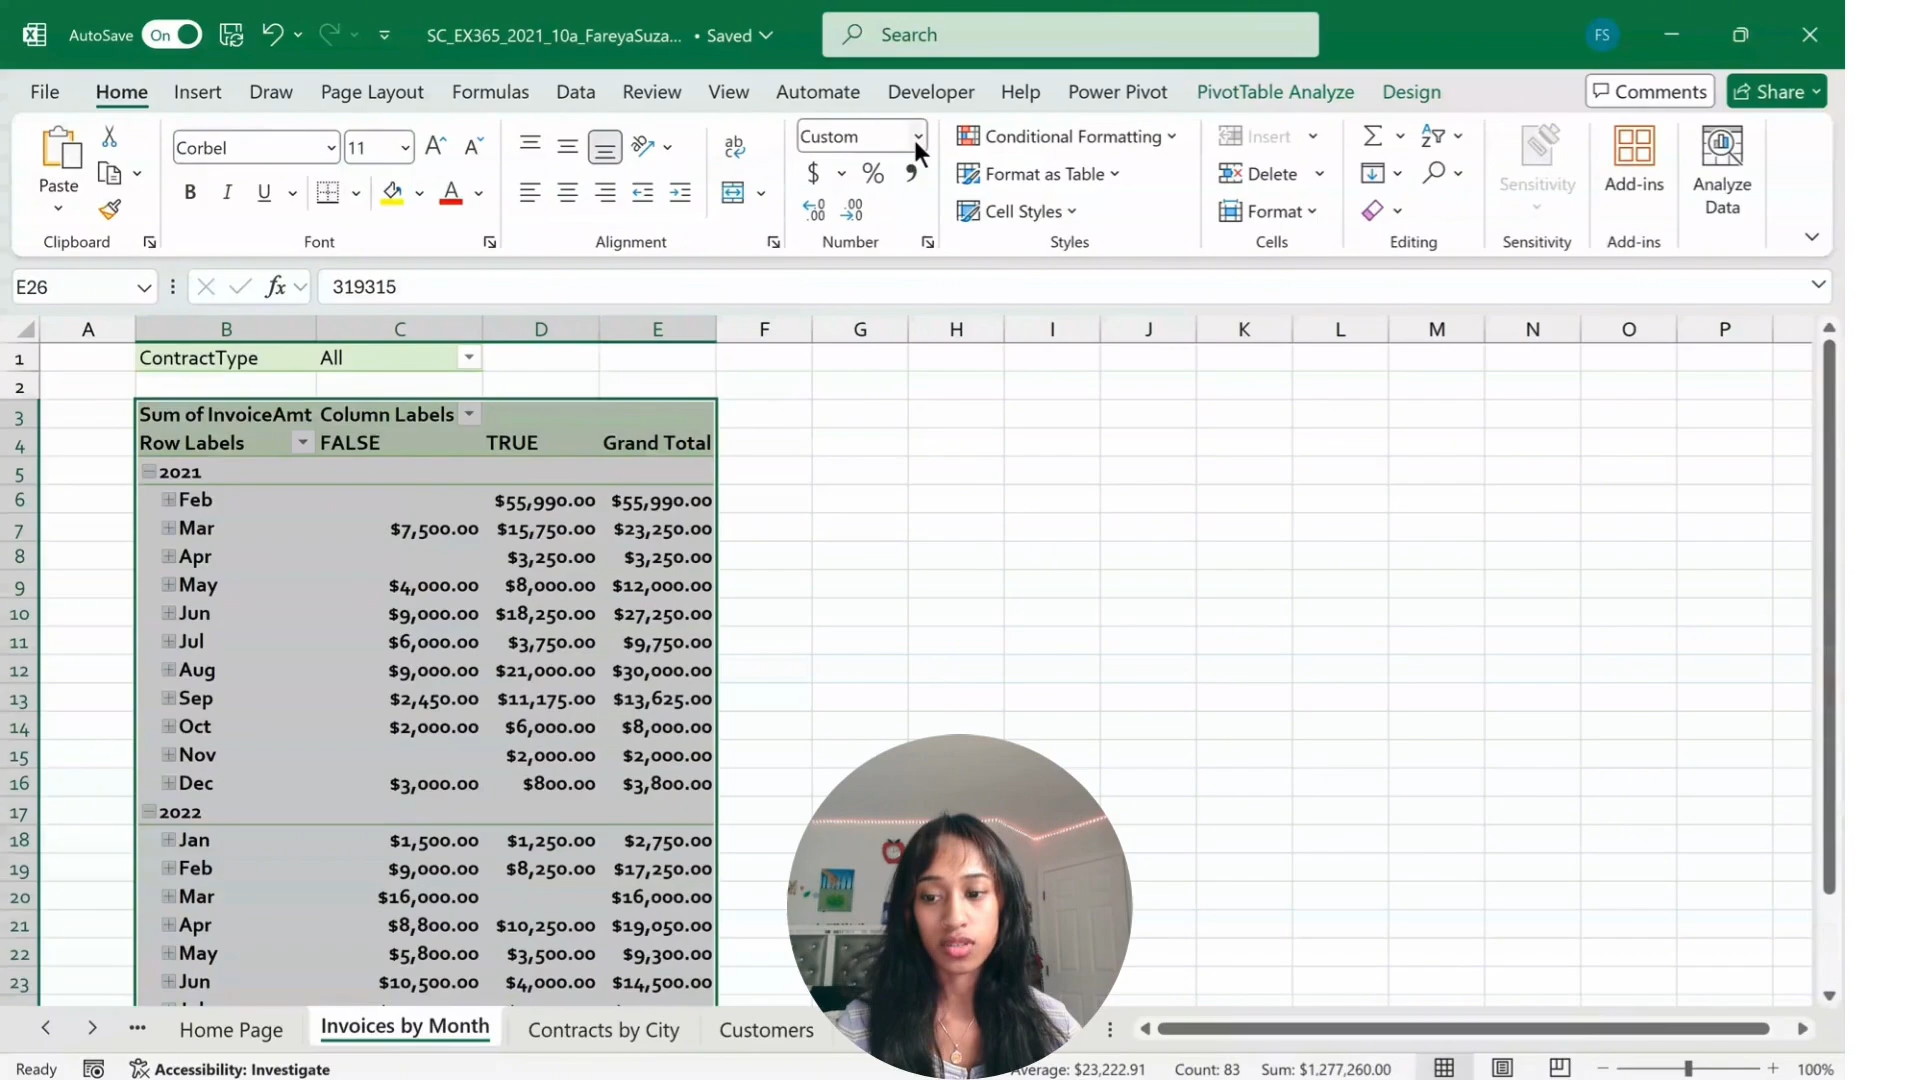 AutoSave On SC_EX365_2021_10a_FareyaSuza... • Saved Search FS
File Home Insert Draw Page Layout Formulas Data Review View Automate Developer Help Power Pivot PivotTable Analyze Design Comments Share
Paste
Clipboard
Corbel 11
B I U A
Font
Alignment
Custom
$ % ,
Number
Conditional Formatting
Format as Table
Cell Styles
Styles
Insert
Delete
Format
Cells
Editing
Sensitivity
Sensitivity
Add-ins
Add-ins
Analyze
Data
E26 fx 319315
A B C D E F G H I J K L M N O P
1 ContractType All
2
3 Sum of InvoiceAmt Column Labels
4 Row Labels FALSE TRUE Grand Total
5 2021
6 Feb $55,990.00 $55,990.00
7 Mar $7,500.00 $15,750.00 $23,250.00
8 Apr $3,250.00 $3,250.00
9 May $4,000.00 $8,000.00 $12,000.00
10 Jun $9,000.00 $18,250.00 $27,250.00
11 Jul $6,000.00 $3,750.00 $9,750.00
12 Aug $9,000.00 $21,000.00 $30,000.00
13 Sep $2,450.00 $11,175.00 $13,625.00
14 Oct $2,000.00 $6,000.00 $8,000.00
15 Nov $2,000.00 $2,000.00
16 Dec $3,000.00 $800.00 $3,800.00
17 2022
18 Jan $1,500.00 $1,250.00 $2,750.00
19 Feb $9,000.00 $8,250.00 $17,250.00
20 Mar $16,000.00 $16,000.00
21 Apr $8,800.00 $10,250.00 $19,050.00
22 May $5,800.00 $3,500.00 $9,300.00
23 Jun $10,500.00 $4,000.00 $14,500.00
Home Page Invoices by Month Contracts by City Customers
Ready Accessibility: Investigate Average: $23,222.91 Count: 83 Sum: $1,277,260.00 100%